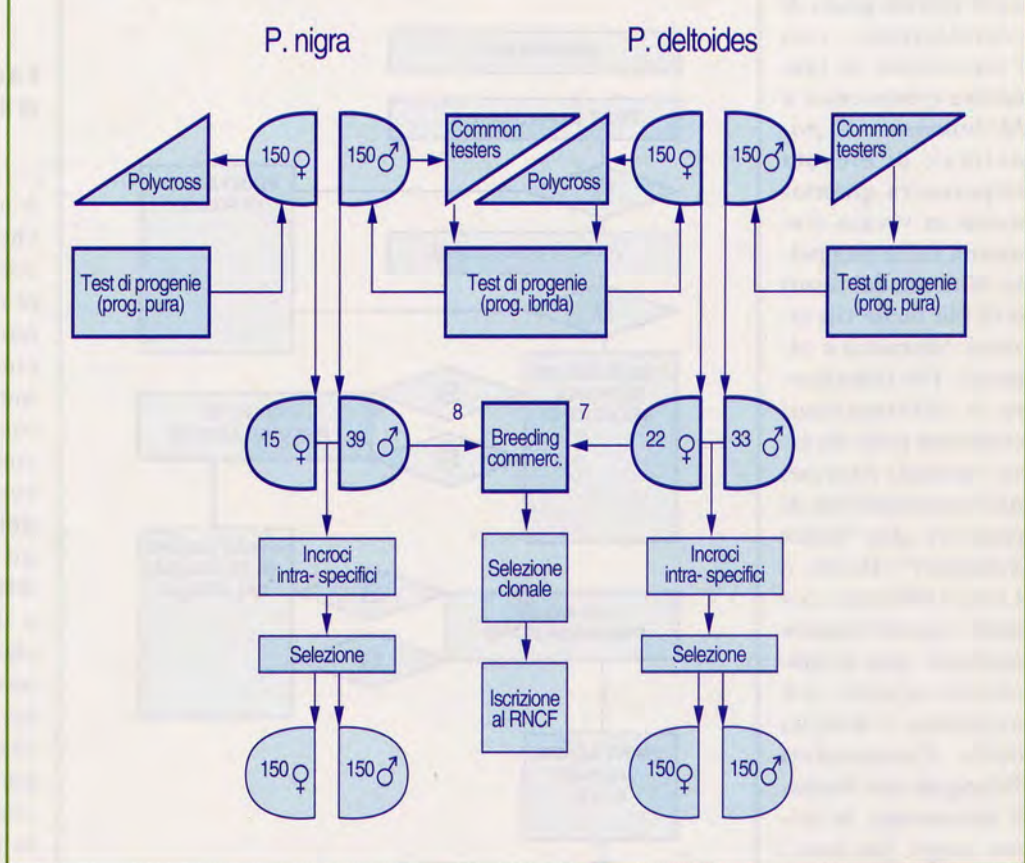 P. nigra
P. deltoides
150♀
150♂
Common
testers
Polycross
Polycross
150♀
150♂
Common
testers
Test di progenie
(prog. pura)
Test di progenie
(prog. ibrida)
Test di progenie
(prog. pura)
15♀
39♂
8
Breeding
commerc.
7
22♀
33♂
Incroci
intra- specifici
Selezione
clonale
Incroci
intra- specifici
Selezione
Selezione
Iscrizione
al RNCF
150♀
150♂
150♀
150♂